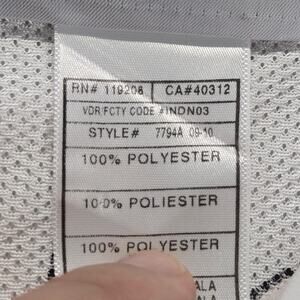 RN# 119208 CA#40312
VDR/FCTY CODE #INDN03
STYLE# 7794A 09-10
100% POLYESTER
100% POLIESTER
100% POLYESTER